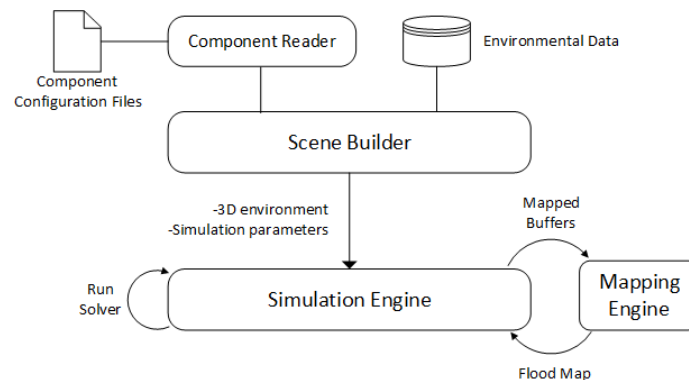 Component Reader
Environmental Data
Component
Configuration Files
Scene Builder
-3D environment
-Simulation parameters
Mapped
Buffers
Run
Solver
Simulation Engine
Mapping
Engine
Flood Map